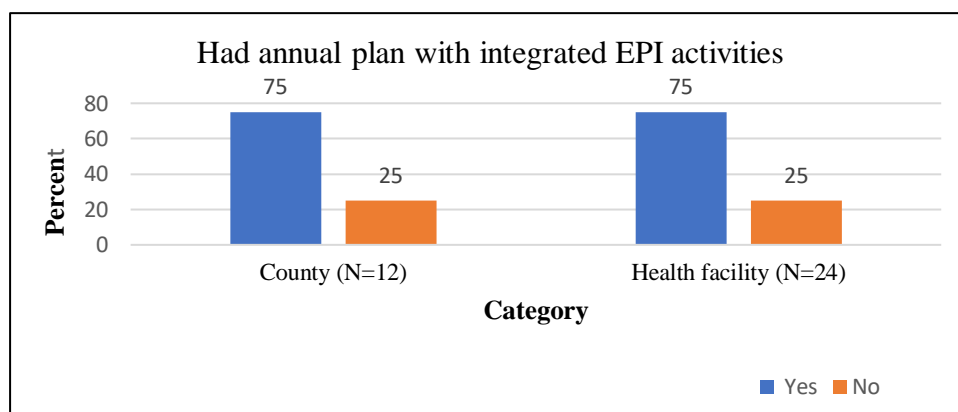 Had annual plan with integrated EPI activities
75 75
80
60
40
20
0
25 25
Percent
County (N=12) Health facility (N=24)
Category
Yes No